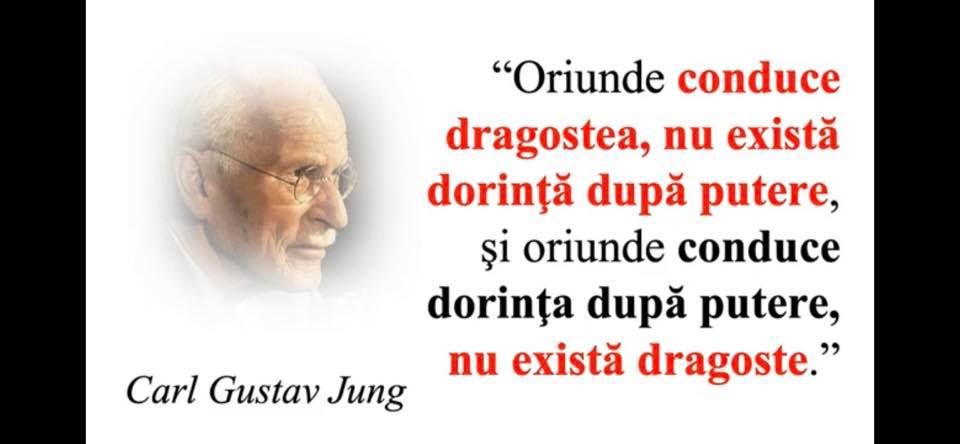 “Oriunde conduce
dragostea, nu există
dorinţă după putere,
şi oriunde conduce
dorinţa după putere,
nu există dragoste.”
Carl Gustav Jung